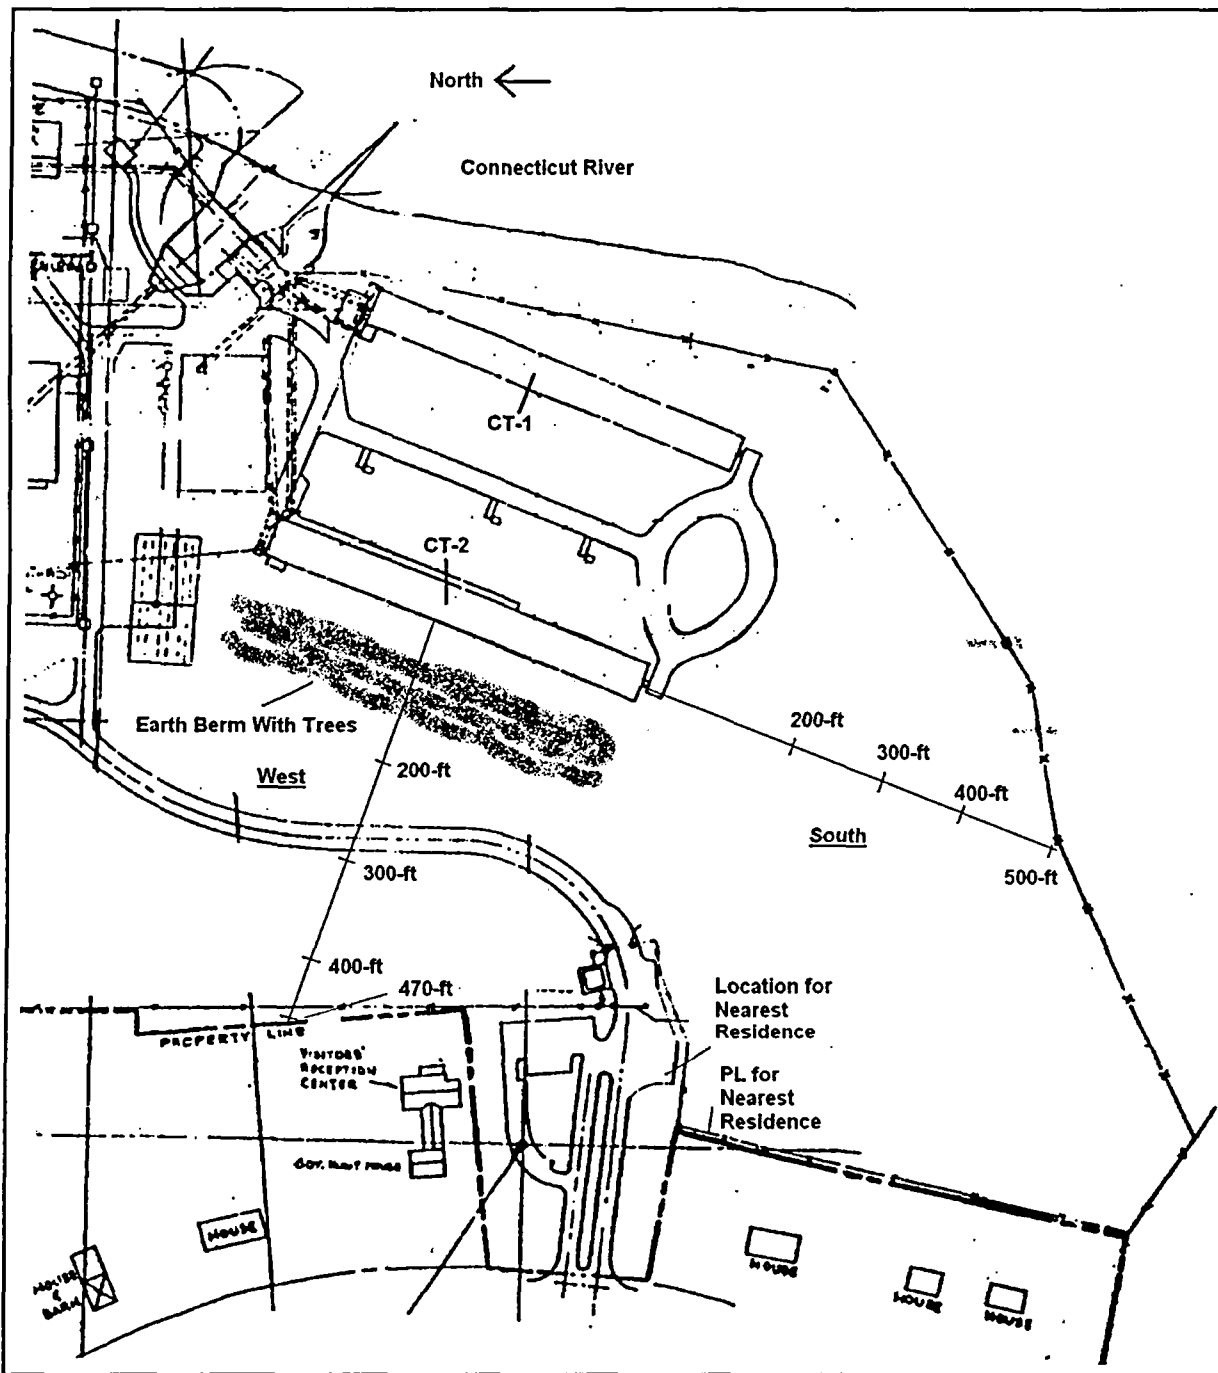 North
Connecticut River
CT-1
CT-2
Earth Berm With Trees
West
200-ft
300-ft
400-ft
470-ft
200-ft
300-ft
400-ft
500-ft
South
Location for
Nearest
Residence
PL for
Nearest
Residence
PROPERTY LINE
VISITORS'
RECEPTION
CENTER
HOUSE
HOUSE
&
BARN
HOUSE
HOUSE
HOUSE